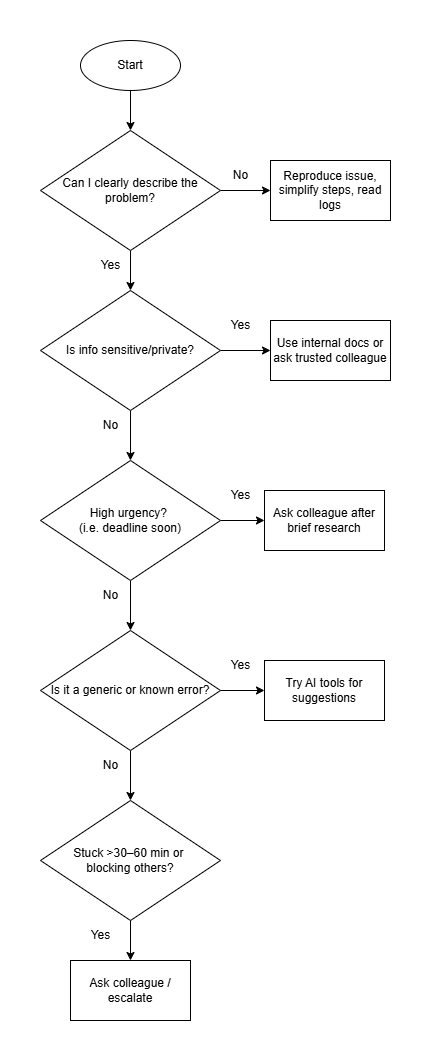 Start
Can I clearly describe the
problem?
No
Reproduce issue,
simplify steps, read
logs
Yes
Is info sensitive/private?
Yes
Use internal docs or
ask trusted colleague
No
High urgency?
(i.e. deadline soon)
Yes
Ask colleague after
brief research
No
Is it a generic or known error?
Yes
Try AI tools for
suggestions
No
Stuck >30–60 min or
blocking others?
Yes
Ask colleague /
escalate